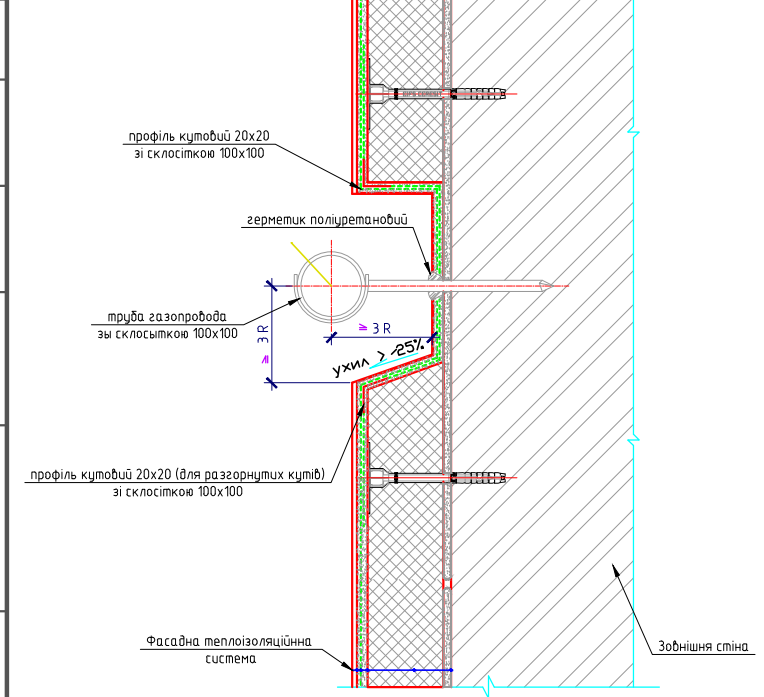 профіль кутовий 20х20
зі склосіткою 100х100
герметик поліуретановий
труба газопровода
зы склосыткою 100х100
≥ 3R
≥ 3R
ухил > ~25%
профіль кутовий 20х20 (для разгорнутих кутів)
зі склосіткою 100х100
Фасадна теплоізоляційнна
система
Зовнішня стіна